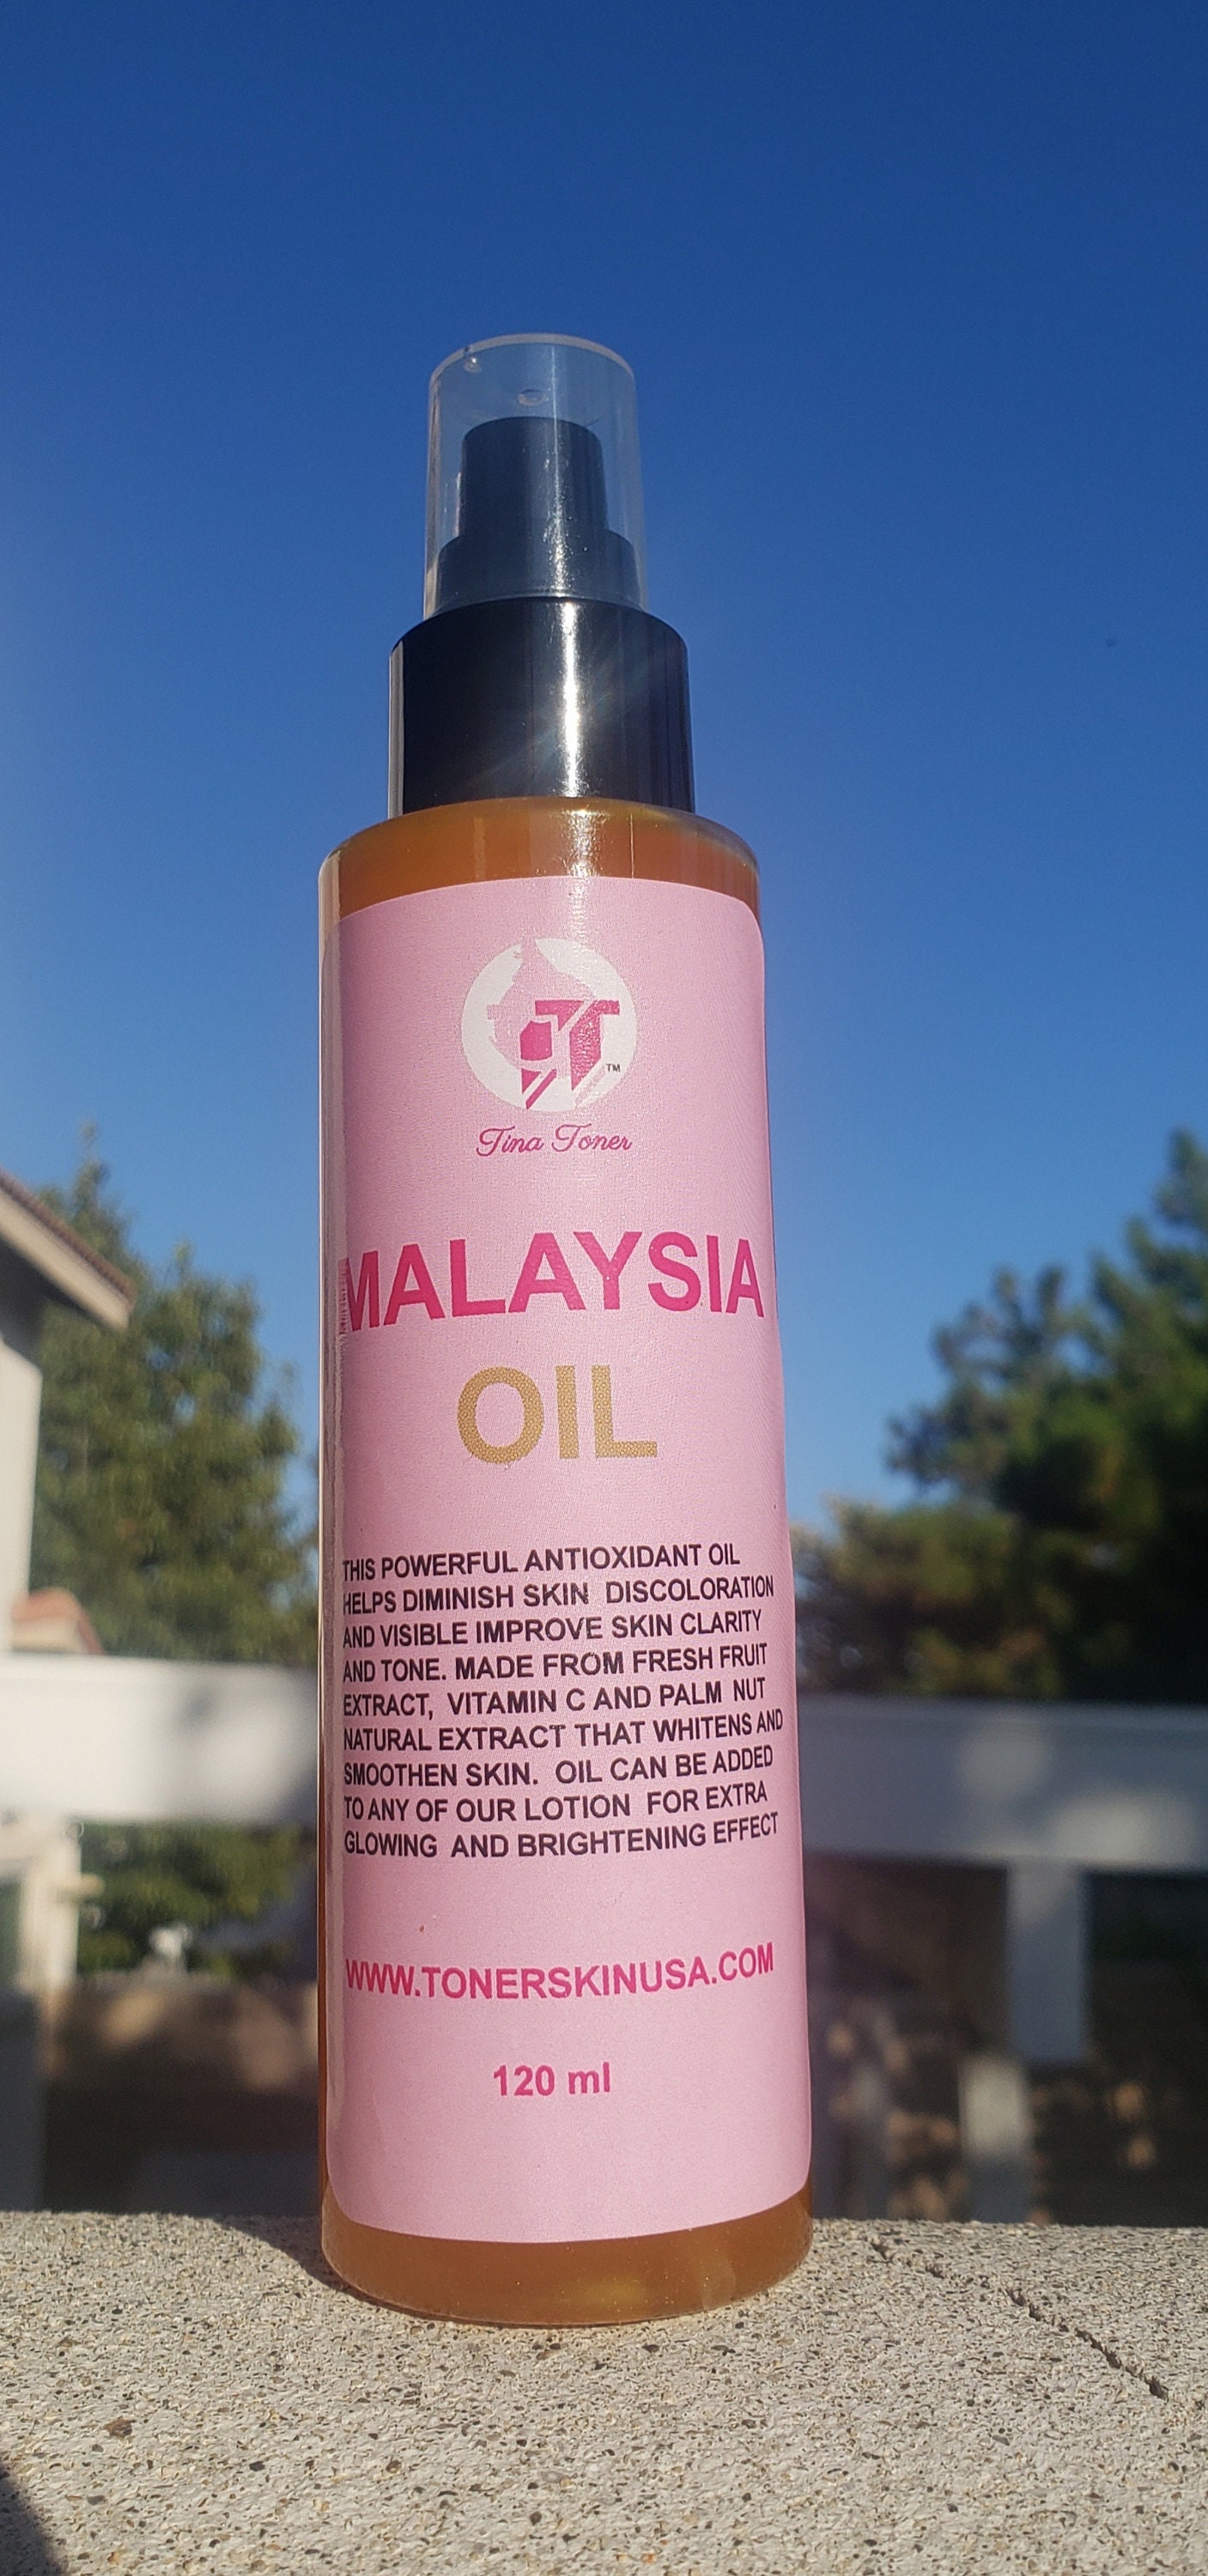 TT
TM
Tina Toner
MALAYSIA
OIL
THIS POWERFUL ANTIOXIDANT OIL
HELPS DIMINISH SKIN DISCOLORATION
AND VISIBLE IMPROVE SKIN CLARITY
AND TONE. MADE FROM FRESH FRUIT
EXTRACT, VITAMIN C AND PALM NUT
NATURAL EXTRACT THAT WHITENS AND
SMOOTHEN SKIN. OIL CAN BE ADDED
TO ANY OF OUR LOTION FOR EXTRA
GLOWING AND BRIGHTENING EFFECT
WWW.TONERSKINUSA.COM
120 ml